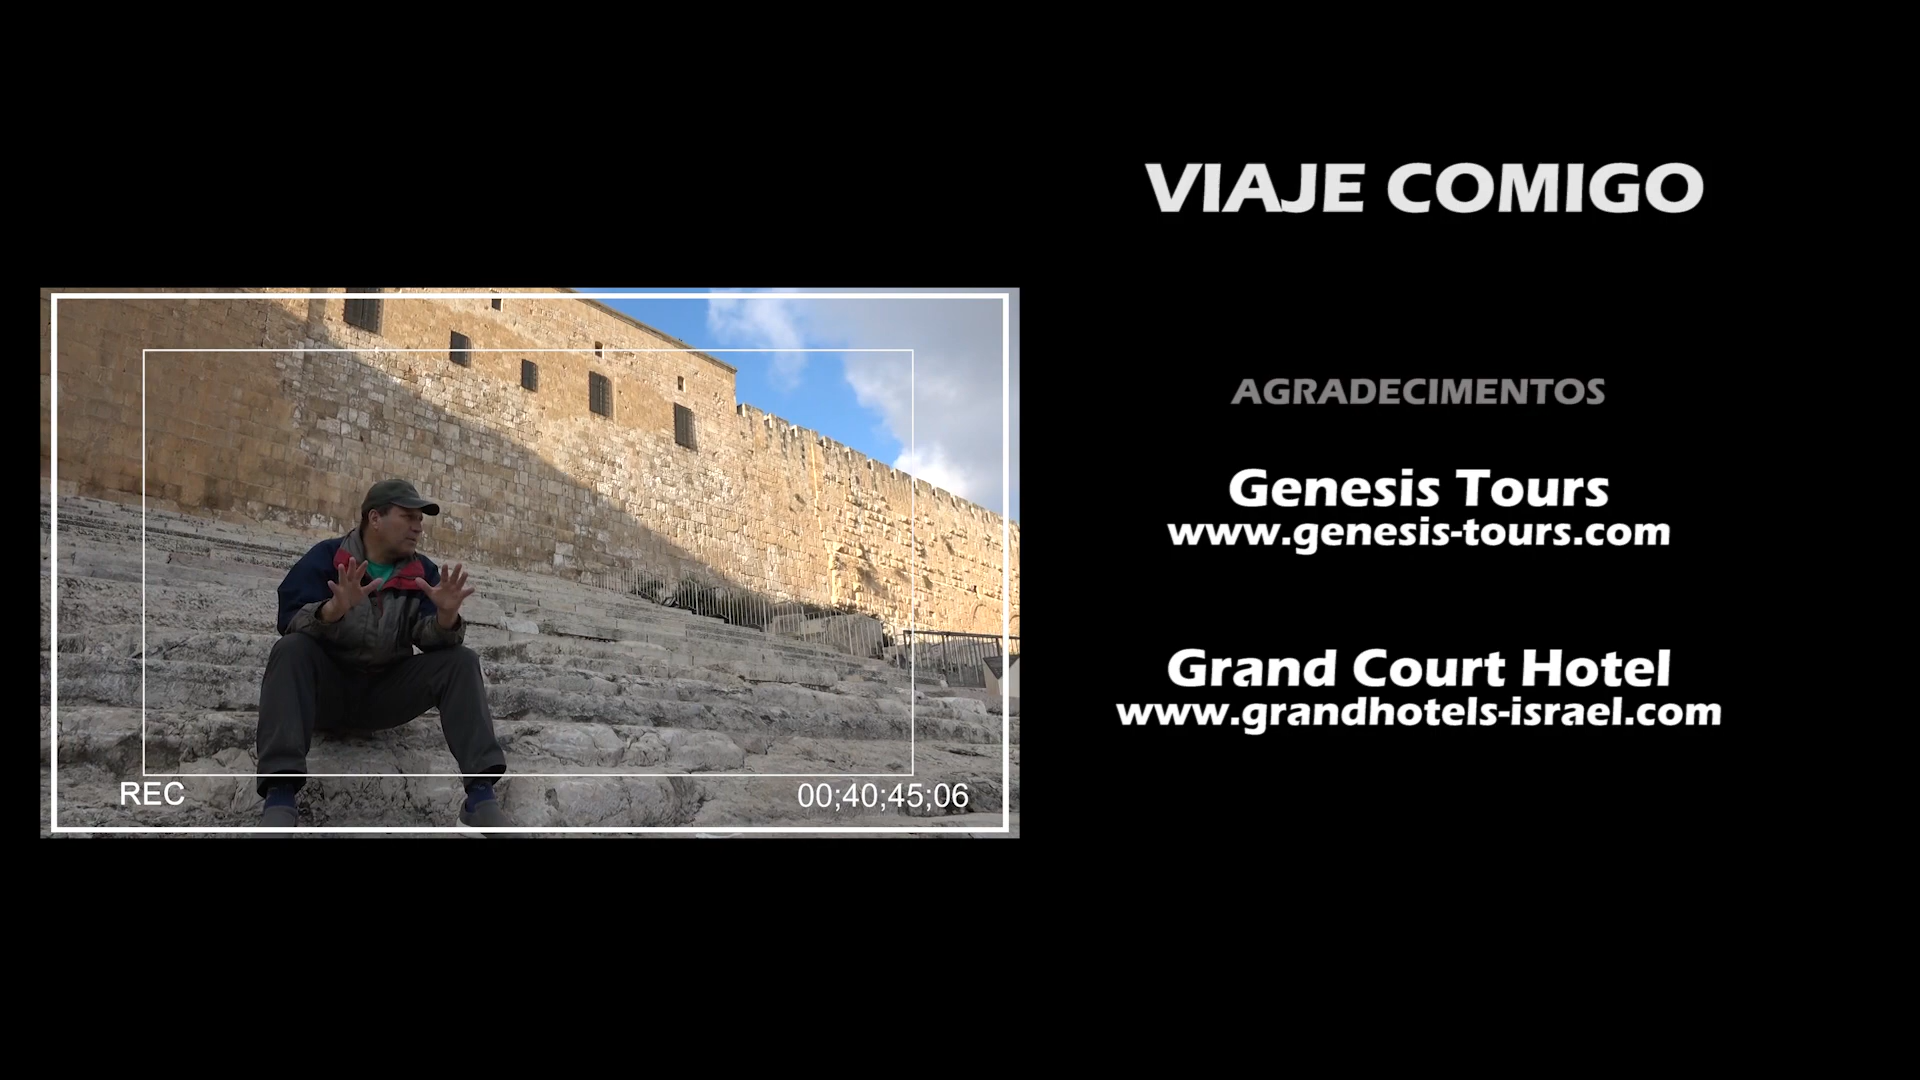 VIAJE COMIGO
AGRADECIMENTOS
Genesis Tours
www.genesis-tours.com
Grand Court Hotel
www.grandhotels-israel.com
REC
00;40;45;06